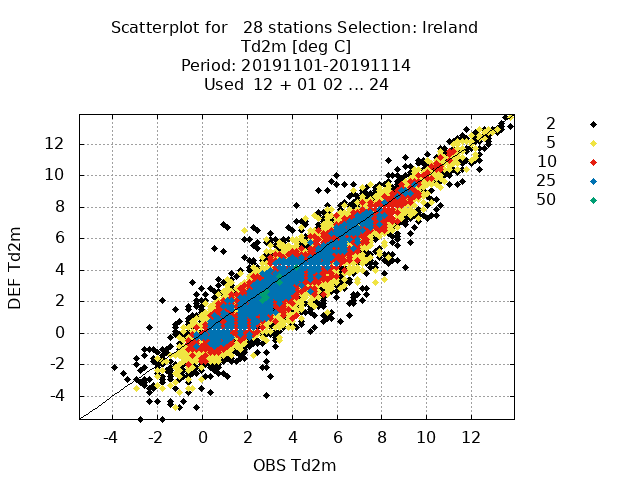 Scatterplot for 28 stations Selection: Ireland
Td2m [deg C]
Period: 20191101-20191114
Used 12 + 01 02 ... 24
2
5
10
25
50
12
10
8
6
4
2
0
-2
-4
DEF Td2m
-4 -2 0 2 4 6 8 10 12
OBS Td2m